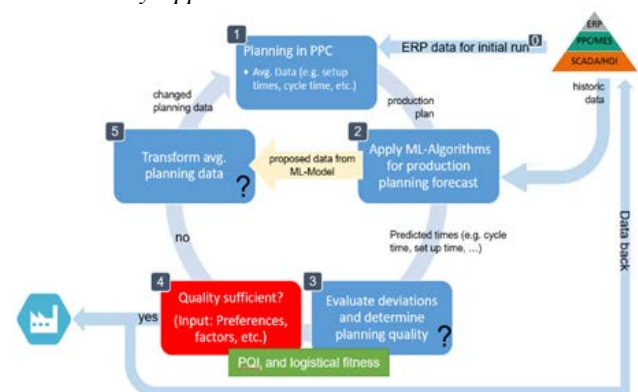 1
Planning in PPC
• Avg. Data (e.g. setup
times, cycle time, etc.)
ERP data for initial run
0
ERP
PPC/MES
SCADA/HDI
historic
data
production
plan
changed
planning data
5
Transform avg.
planning data
?
proposed data from
ML-Model
2
Apply ML-Algorithms
for production
planning forecast
Predicted times (e.g. cycle
time, set up time, ...)
Data back
no
4
Quality sufficient?
(Input: Preferences,
factors, etc.)
3
Evaluate deviations
and determine
planning quality
?
yes
PQI, and logistical fitness